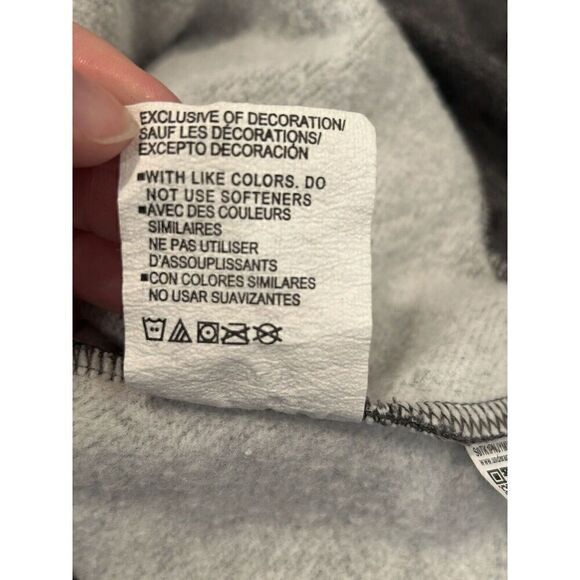 EXCLUSIVE OF DECORATION/
SAUF LES DÉCORATIONS/
EXCEPTO DECORACIÓN
▪WITH LIKE COLORS. DO
NOT USE SOFTENERS
▪AVEC DES COULEURS
SIMILAIRES
NE PAS UTILISER
D'ASSOUPLISSANTS
▪CON COLORES SIMILARES
NO USAR SUAVIZANTES